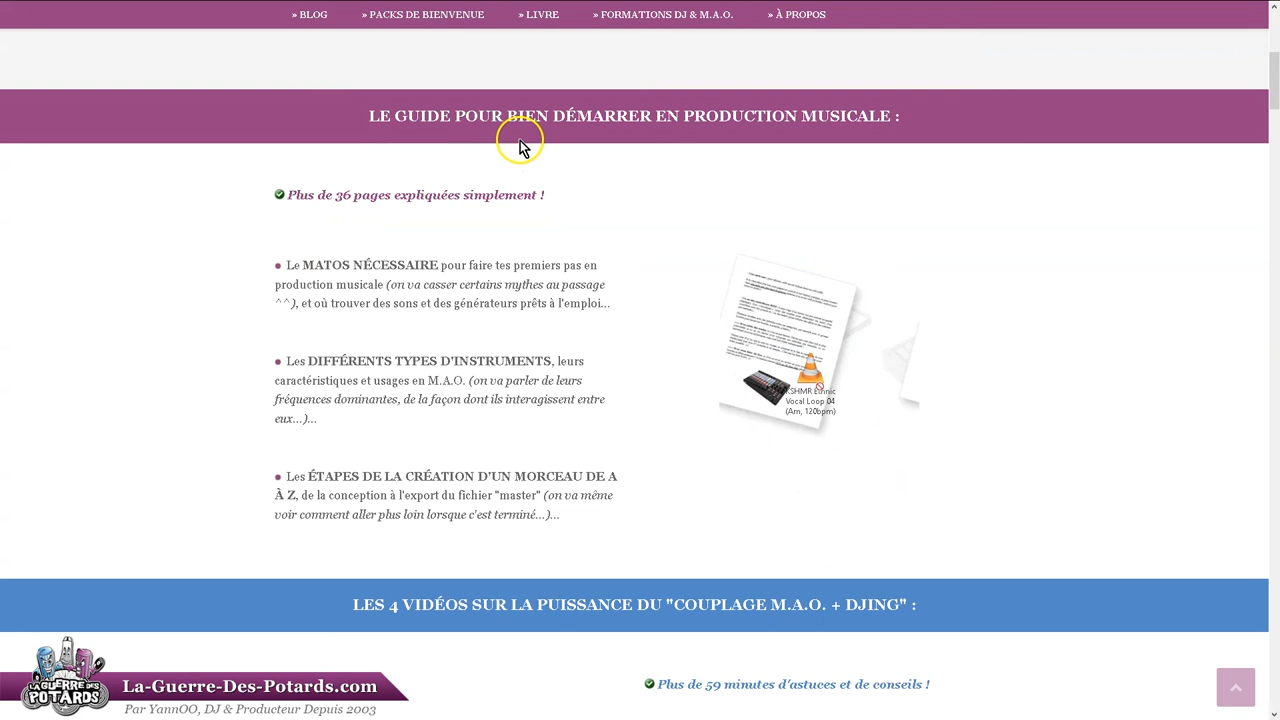 » BLOG » PACKS DE BIENVENUE » LIVRE » FORMATIONS DJ & M.A.O. » À PROPOS
LE GUIDE POUR BIEN DÉMARRER EN PRODUCTION MUSICALE :
Plus de 36 pages expliquées simplement !
• Le MATOS NÉCESSAIRE pour faire tes premiers pas en
production musicale (on va casser certains mythes au passage
^^), et où trouver des sons et des générateurs prêts à l'emploi...
• Les DIFFÉRENTS TYPES D'INSTRUMENTS, leurs
caractéristiques et usages en M.A.O. (on va parler de leurs
fréquences dominantes, de la façon dont ils interagissent entre
eux...)...
• Les ÉTAPES DE LA CRÉATION D'UN MORCEAU DE A
À Z, de la conception à l'export du fichier "master" (on va même
voir comment aller plus loin lorsque c'est terminé...)...
KSHMR Ethnic
Vocal Loop 04
(Am, 120bpm)
LES 4 VIDÉOS SUR LA PUISSANCE DU "COUPLAGE M.A.O. + DJING" :
Plus de 59 minutes d'astuces et de conseils !
LA GUERRE DES
POTARDS
La-Guerre-Des-Potards.com
Par YannOO, DJ & Producteur Depuis 2003